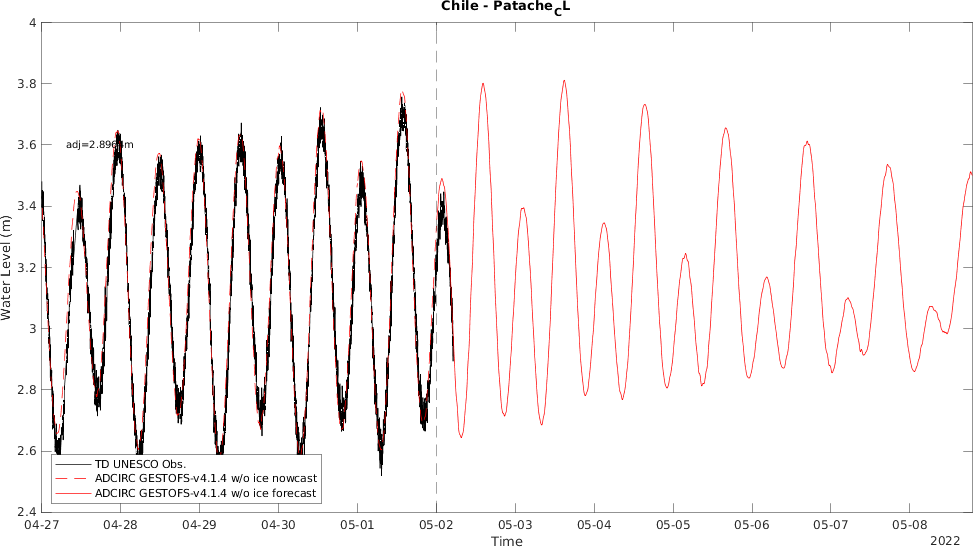 Chile - Patache_CL
4
3.8
3.6
3.4
3.2
3
2.8
2.6
2.4
Water Level (m)
TD UNESCO Obs.
ADCIRC GESTOFS-v4.1.4 w/o ice nowcast
ADCIRC GESTOFS-v4.1.4 w/o ice forecast
04-27 04-28 04-29 04-30 05-01 05-02 05-03 05-04 05-05 05-06 05-07 05-08
Time
2022